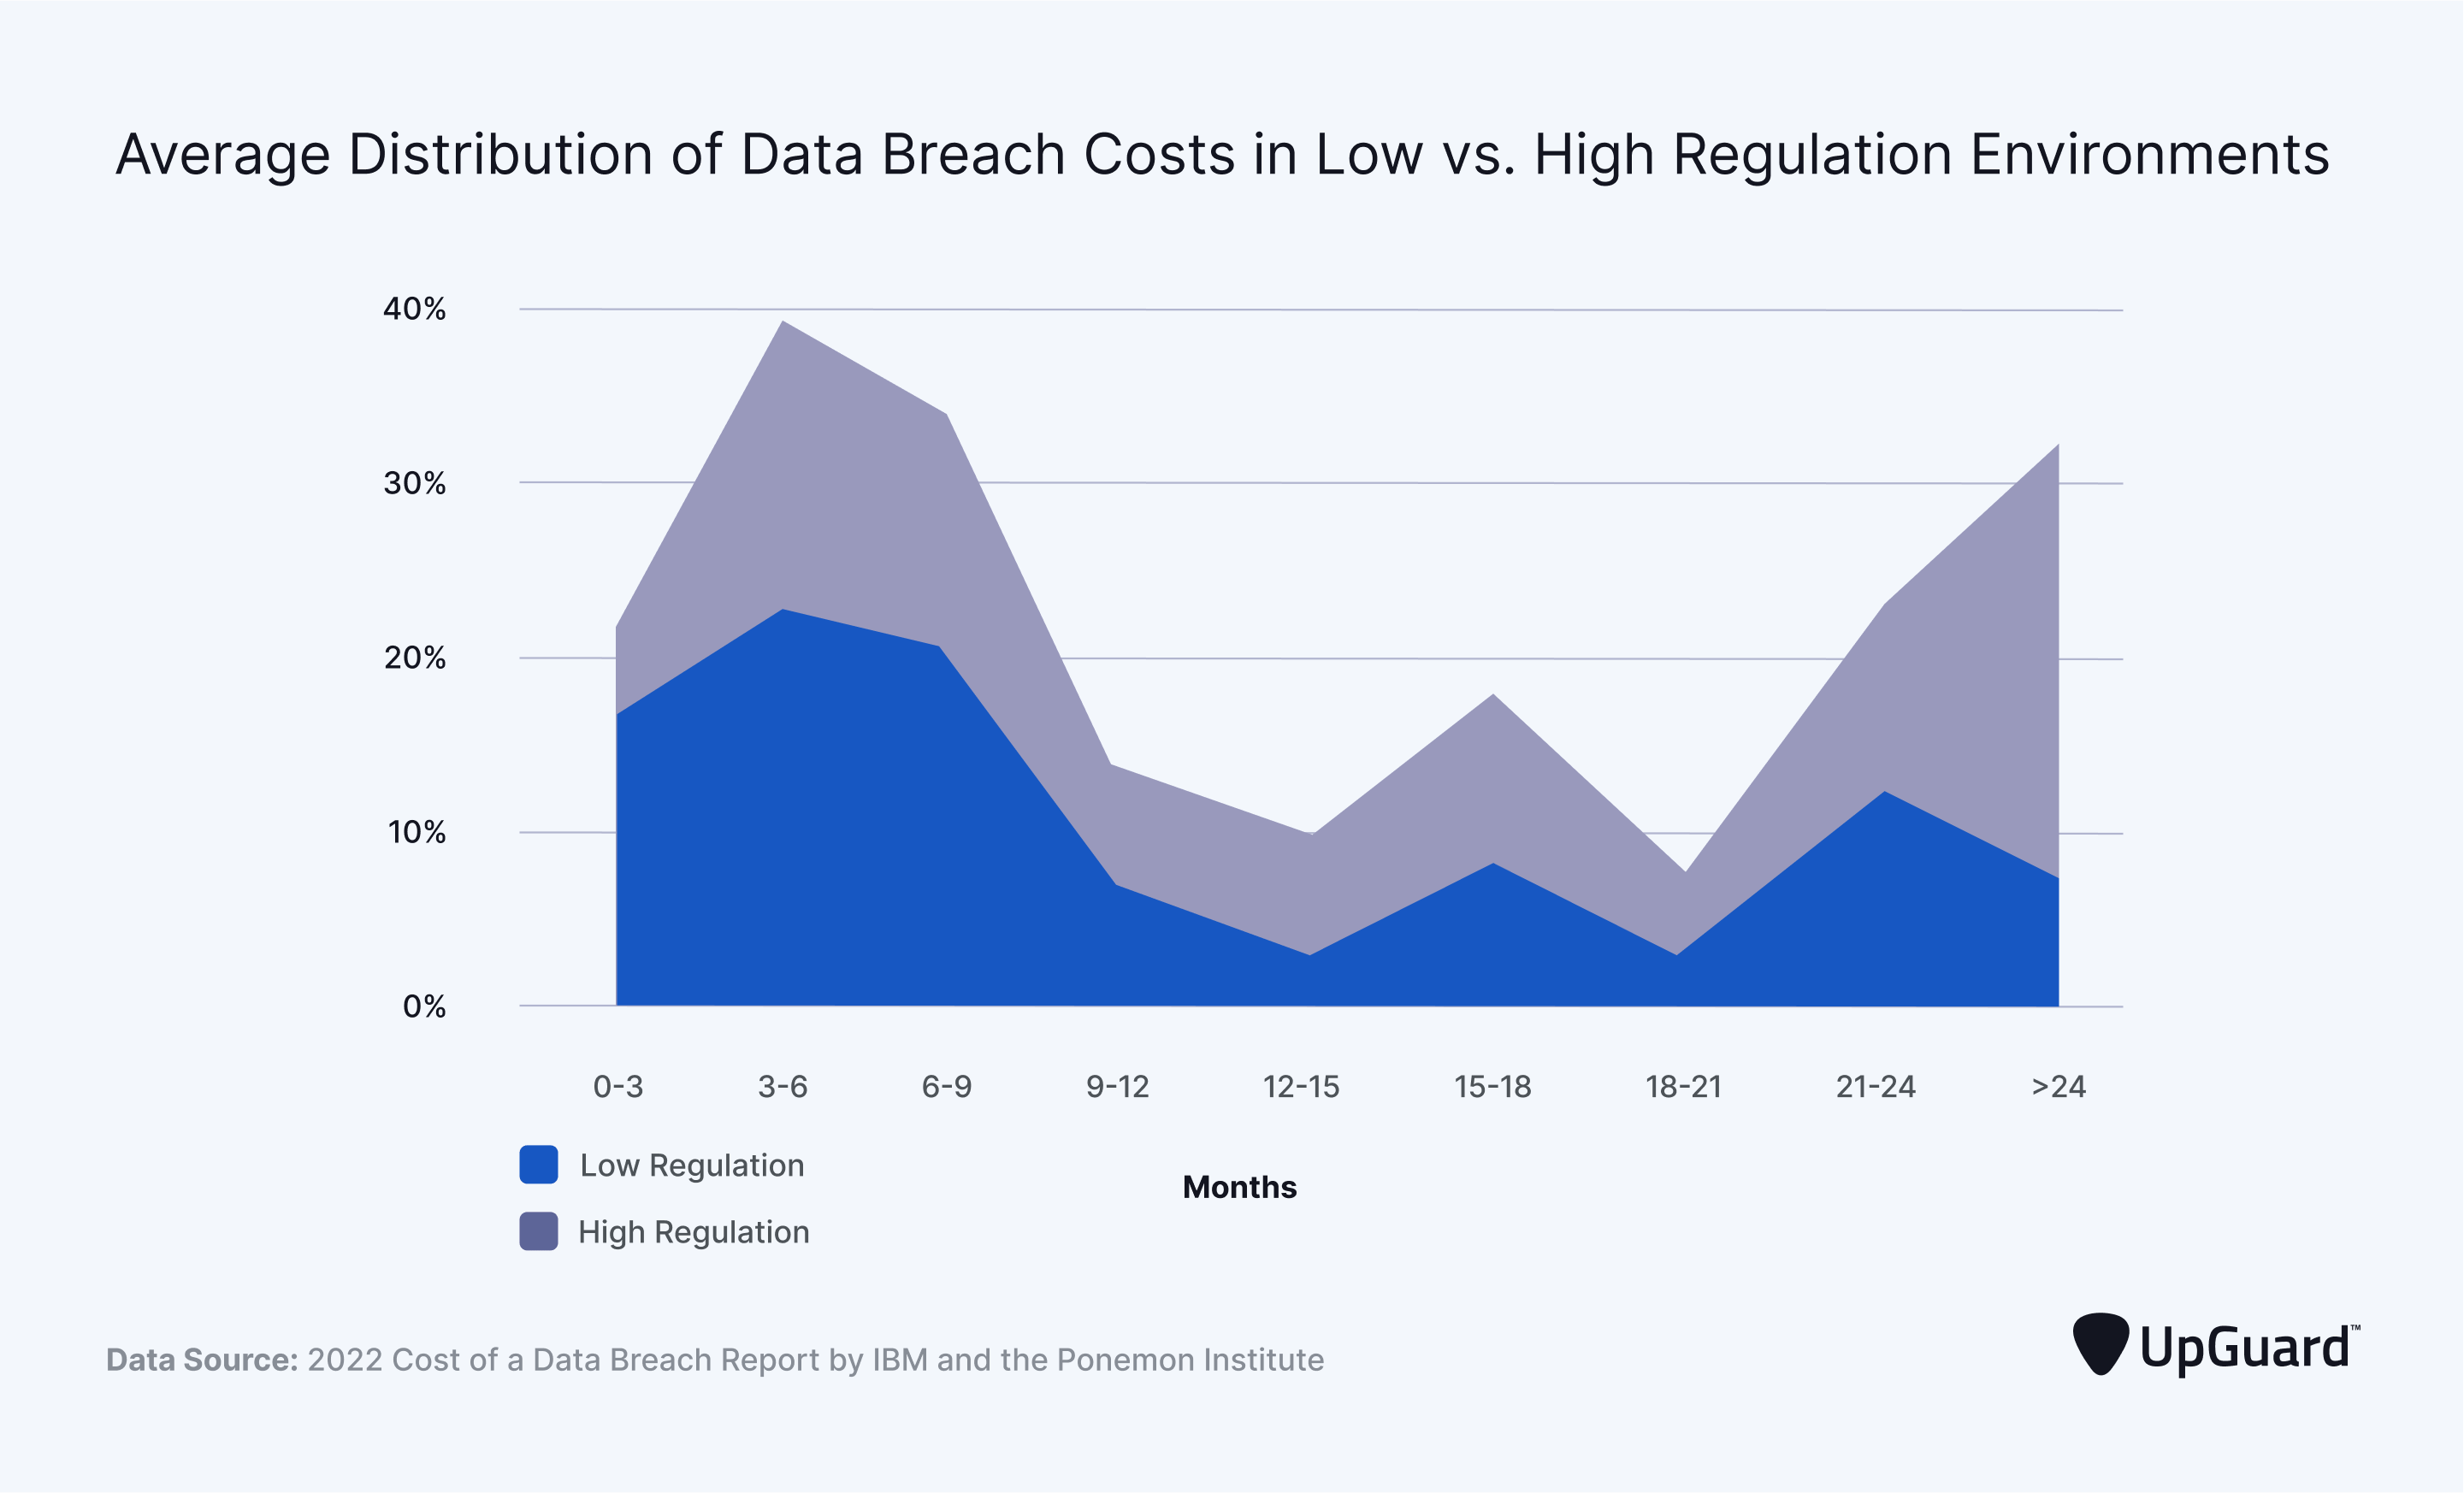 Average Distribution of Data Breach Costs in Low vs. High Regulation Environments
40%
30%
20%
10%
0%
0-3 3-6 6-9 9-12 12-15 15-18 18-21 21-24 >24
Low Regulation
Months
High Regulation
Data Source: 2022 Cost of a Data Breach Report by IBM and the Ponemon Institute
UpGuard™